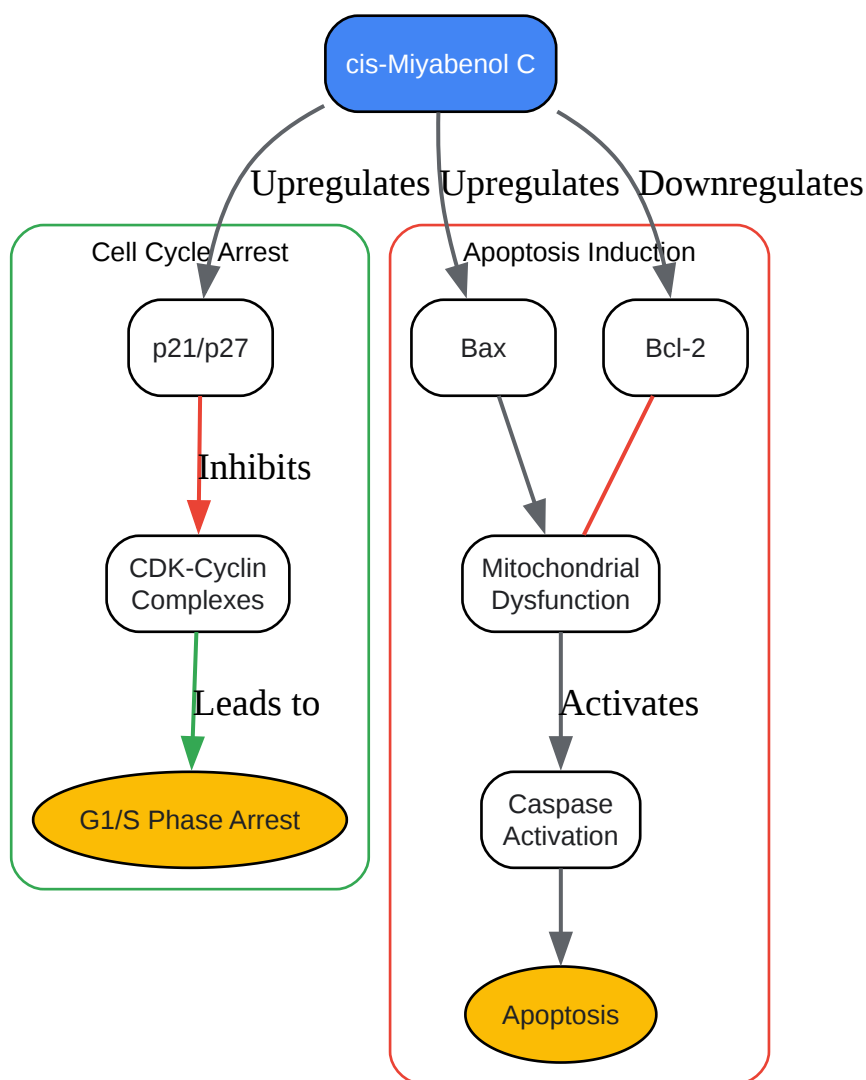 cis-Miyabenol C
Upregulates
Upregulates
Downregulates
Cell Cycle Arrest
Apoptosis Induction
p21/p27
Bax
Bcl-2
Inhibits
CDK-Cyclin
Complexes
Mitochondrial
Dysfunction
Leads to
Activates
G1/S Phase Arrest
Caspase
Activation
Apoptosis